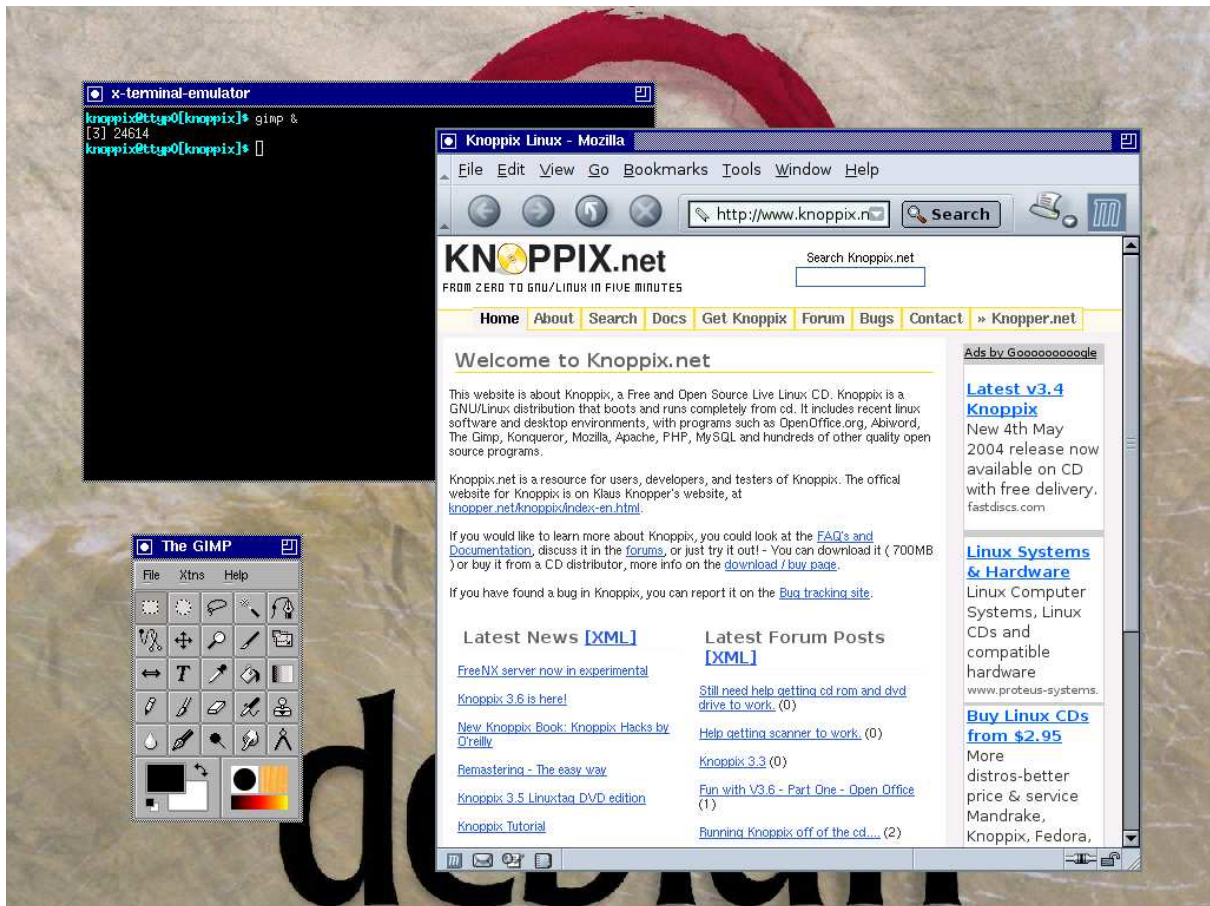 x-terminal-emulator
knoppix@ttyp0[knoppix]$ gimp &
[3] 24614
knoppix@ttyp0[knoppix]$
Knoppix Linux - Mozilla
File Edit View Go Bookmarks Tools Window Help
http://www.knoppix.n
Search
KNOPPIX.net
FROM ZERO TO GNU/LINUX IN FIVE MINUTES
Search Knoppix.net
Home About Search Docs Get Knoppix Forum Bugs Contact » Knopper.net
Welcome to Knoppix.net
This website is about Knoppix, a Free and Open Source Live Linux CD. Knoppix is a
GNU/Linux distribution that boots and runs completely from cd. It includes recent linux
software and desktop environments, with programs such as OpenOffice.org, Abiword,
The Gimp, Konqueror, Mozilla, Apache, PHP, MySQL and hundreds of other quality open
source programs.
Knoppix.net is a resource for users, developers, and testers of Knoppix. The offical
website for Knoppix is on Klaus Knopper's website, at
knopper.net/knoppix/index-en.html.
If you would like to learn more about Knoppix, you could look at the FAQ's and
Documentation, discuss it in the forums, or just try it out! - You can download it ( 700MB
) or buy it from a CD distributor, more info on the download / buy page.
If you have found a bug in Knoppix, you can report it on the Bug tracking site.
Latest News [XML]
FreeNX server now in experimental
Knoppix 3.6 is here!
New Knoppix Book: Knoppix Hacks by
O'reilly
Remastering - The easy way
Knoppix 3.5 Linuxtag DVD edition
Knoppix Tutorial
Latest Forum Posts
[XML]
Still need help getting cd rom and dvd
drive to work. (0)
Help getting scanner to work. (0)
Knoppix 3.3 (0)
Fun with V3.6 - Part One - Open Office
(1)
Running Knoppix off of the cd.... (2)
Ads by Goooooooogle
Latest v3.4
Knoppix
New 4th May
2004 release now
available on CD
with free delivery.
fastdiscs.com
Linux Systems
& Hardware
Linux Computer
Systems, Linux
CDs and
compatible
hardware
www.proteus-systems.
Buy Linux CDs
from $2.95
More
distros-better
price & service
Mandrake,
Knoppix, Fedora,
The GIMP
File Xtns Help
debian